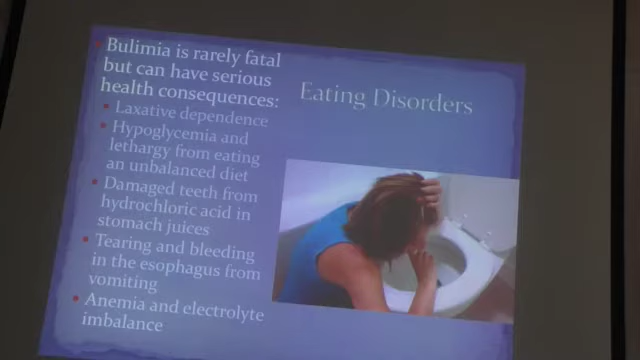 Bulimia is rarely fatal
but can have serious
health consequences:
Laxative dependence
Hypoglycemia and
lethargy from eating
an unbalanced diet
Damaged teeth from
hydrochloric acid in
stomach juices
Tearing and bleeding
in the esophagus from
vomiting
Anemia and electrolyte
imbalance
Eating Disorders